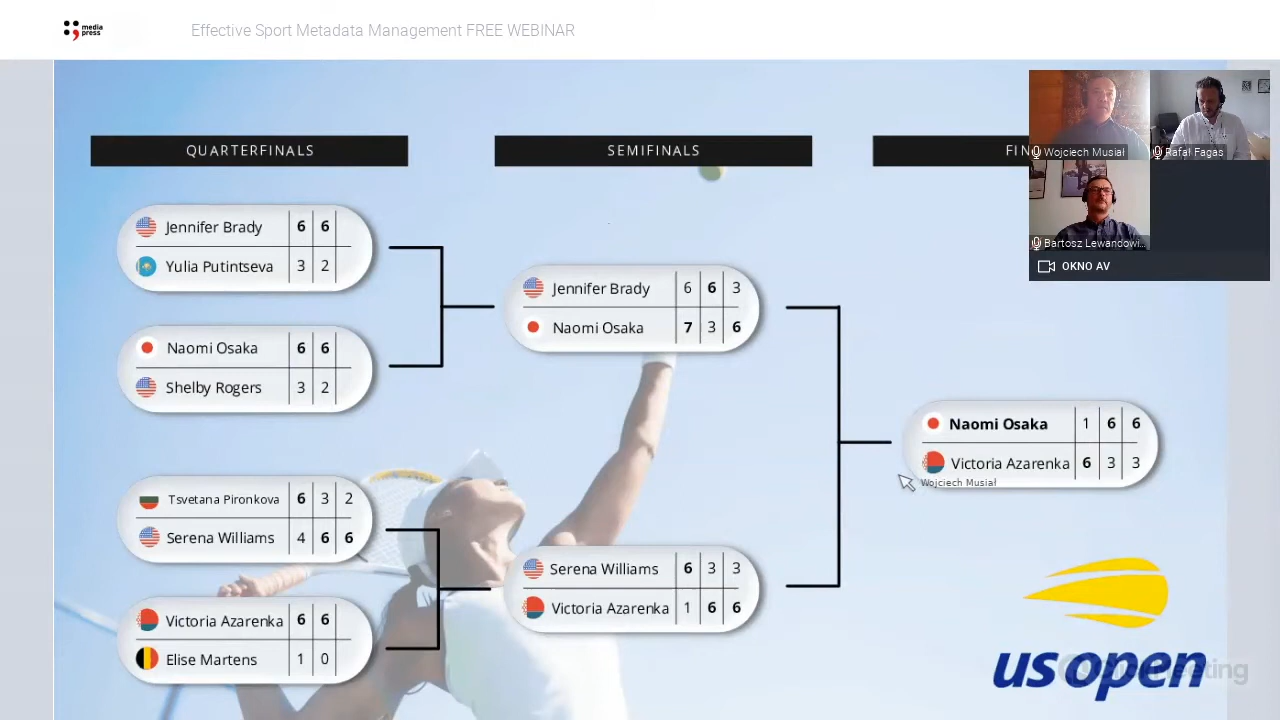 media
press
Effective Sport Metadata Management FREE WEBINAR
QUARTERFINALS
SEMIFINALS
FIN
Jennifer Brady 6 6
Yulia Putintseva 3 2
Naomi Osaka 6 6
Shelby Rogers 3 2
Tsvetana Pironkova 6 3 2
Serena Williams 4 6 6
Victoria Azarenka 6 6
Elise Martens 1 0
Jennifer Brady 6 6 3
Naomi Osaka 7 3 6
Serena Williams 6 3 3
Victoria Azarenka 1 6 6
Naomi Osaka 1 6 6
Victoria Azarenka 6 3 3
Wojciech Musiał
Wojciech Musiał
Rafał Fagas
Bartosz Lewandowi...
OKNO AV
us open